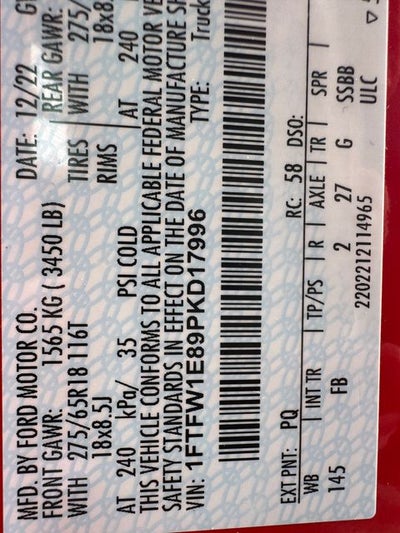 MFD. BY FORD MOTOR CO.
DATE: 12/22
FRONT GAWR: 1565 KG ( 3450 LB)
REAR GAWR:
WITH 275/65R18 116T
TIRES WITH 275/
18x8.5J
RIMS 18x8.
AT 240 kPa/ 35 PSI COLD
AT 240
THIS VEHICLE CONFORMS TO ALL APPLICABLE FEDERAL MOTOR VE
SAFETY STANDARDS IN EFFECT ON THE DATE OF MANUFACTURE SH
VIN: 1FTFW1E89PKD17996
TYPE: Truck
EXT PNT: PQ RC: 58 DSO:
WB | INT TR | TP/PS | R | AXLE | TR | SPR |
145 FB 2 27 G SSBB
2202212114965 ULC